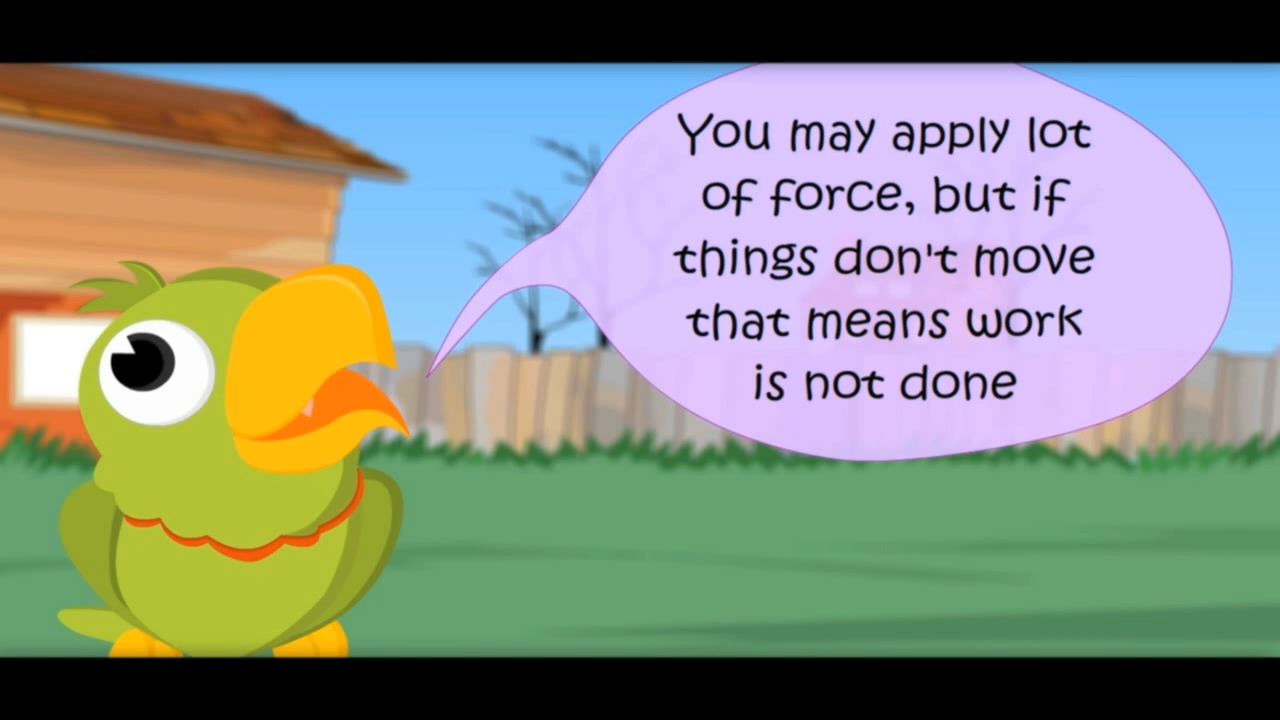 You may apply lot
of force, but if
things don't move
that means work
is not done